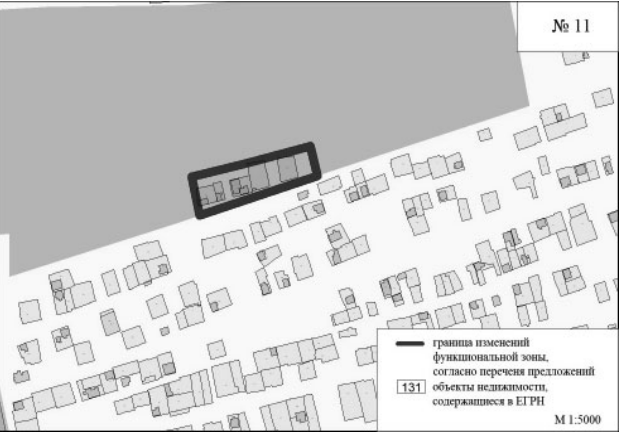 № 11
граница изменений
функциональной зоны,
согласно перечня предложений
131 объекты недвижимости,
содержащиеся в ЕГРН
М 1:5000